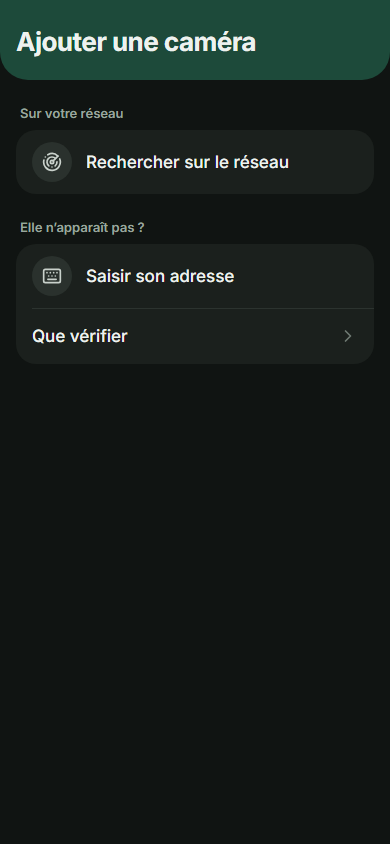 Ajouter une caméra
Sur votre réseau
Rechercher sur le réseau
Elle n’apparaît pas ?
Saisir son adresse
Que vérifier